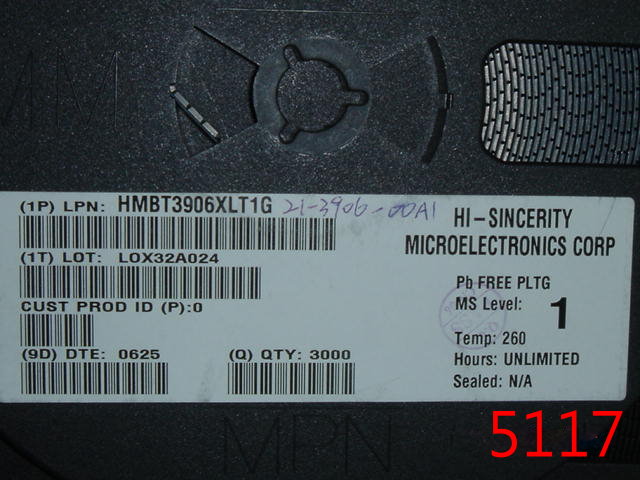 (1P) LPN: HMBT3906XLT1G 21-3906-00A1
HI-SINCERITY
MICROELECTRONICS CORP
(1T) LOT: LOX32A024
Pb FREE PLTG
MS Level: 1
CUST PROD ID (P):0
Temp: 260
(9D) DTE: 0625 (Q) QTY: 3000
Hours: UNLIMITED
Sealed: N/A
MPN
5117